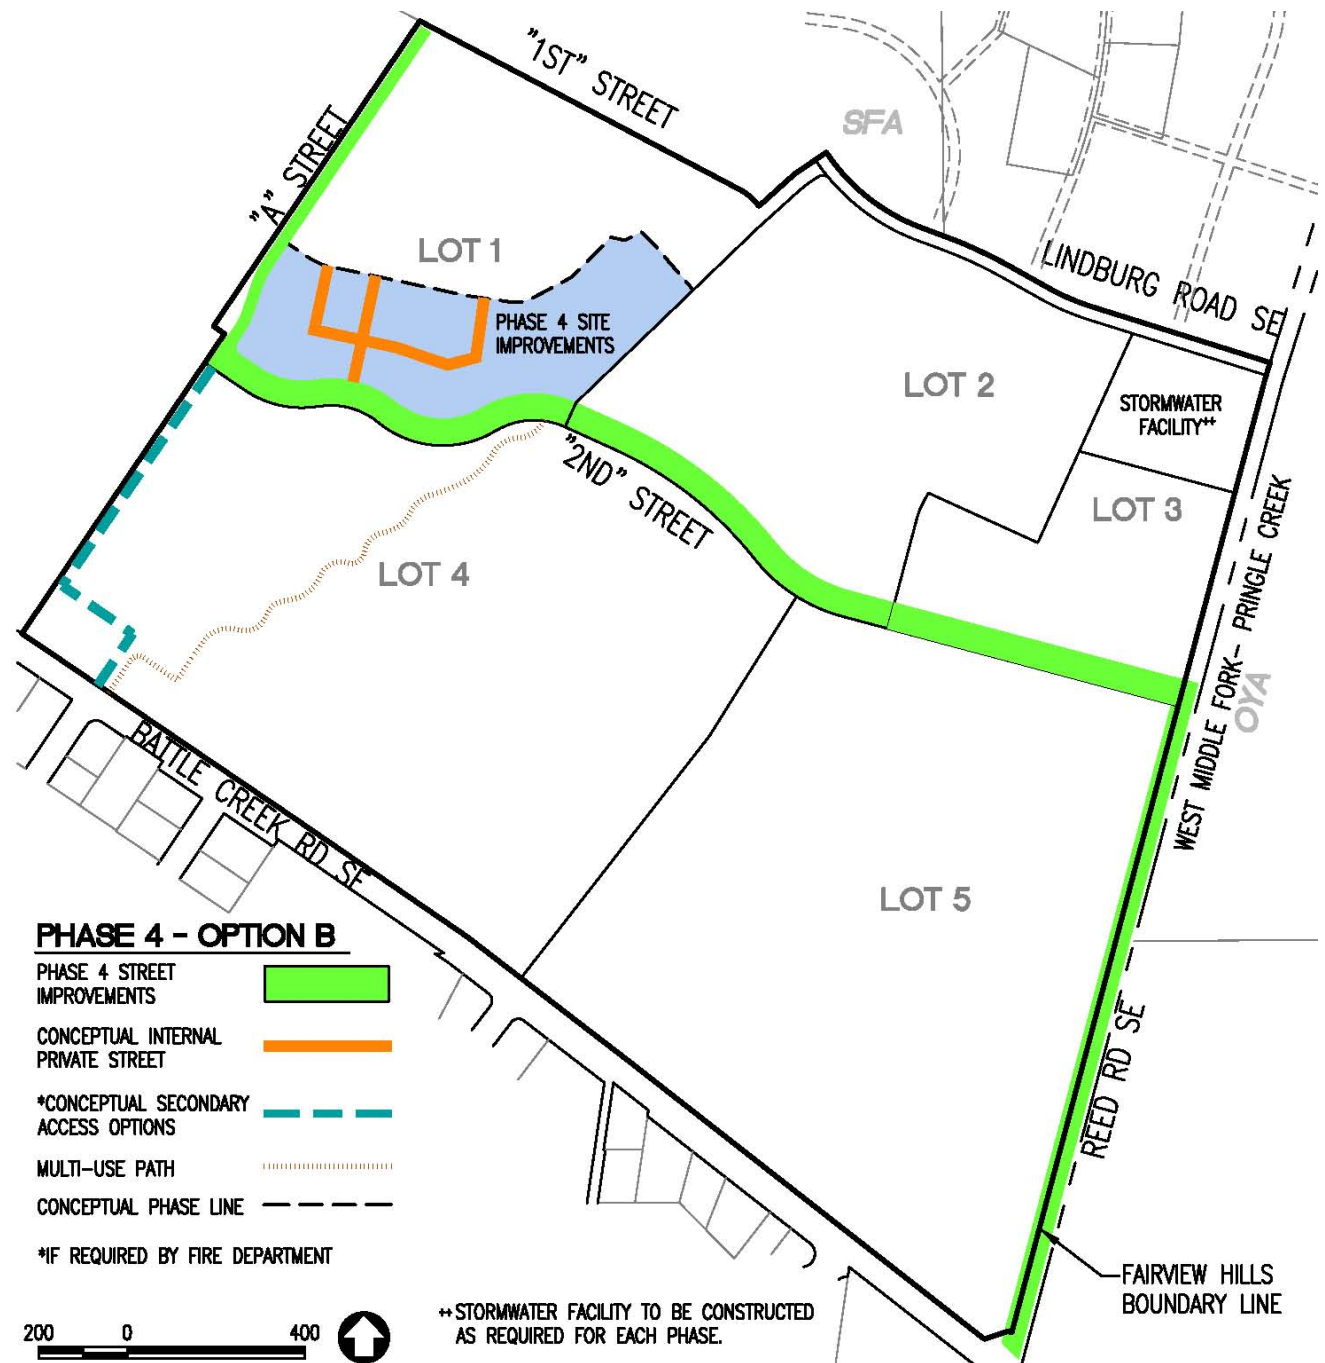 "1ST" STREET
SFA
"A" STREET
LOT 1
LINDBURG ROAD SE
PHASE 4 SITE
IMPROVEMENTS
LOT 2
STORMWATER
FACILITY++
"2ND" STREET
LOT 3
LOT 4
WEST MIDDLE FORK- PRINGLE CREEK
OYA
BATTLE CREEK RD SE
LOT 5
REED RD SE
PHASE 4 - OPTION B
PHASE 4 STREET
IMPROVEMENTS
CONCEPTUAL INTERNAL
PRIVATE STREET
*CONCEPTUAL SECONDARY
ACCESS OPTIONS
MULTI-USE PATH
CONCEPTUAL PHASE LINE
*IF REQUIRED BY FIRE DEPARTMENT
FAIRVIEW HILLS
BOUNDARY LINE
++STORMWATER FACILITY TO BE CONSTRUCTED
AS REQUIRED FOR EACH PHASE.
200 0 400